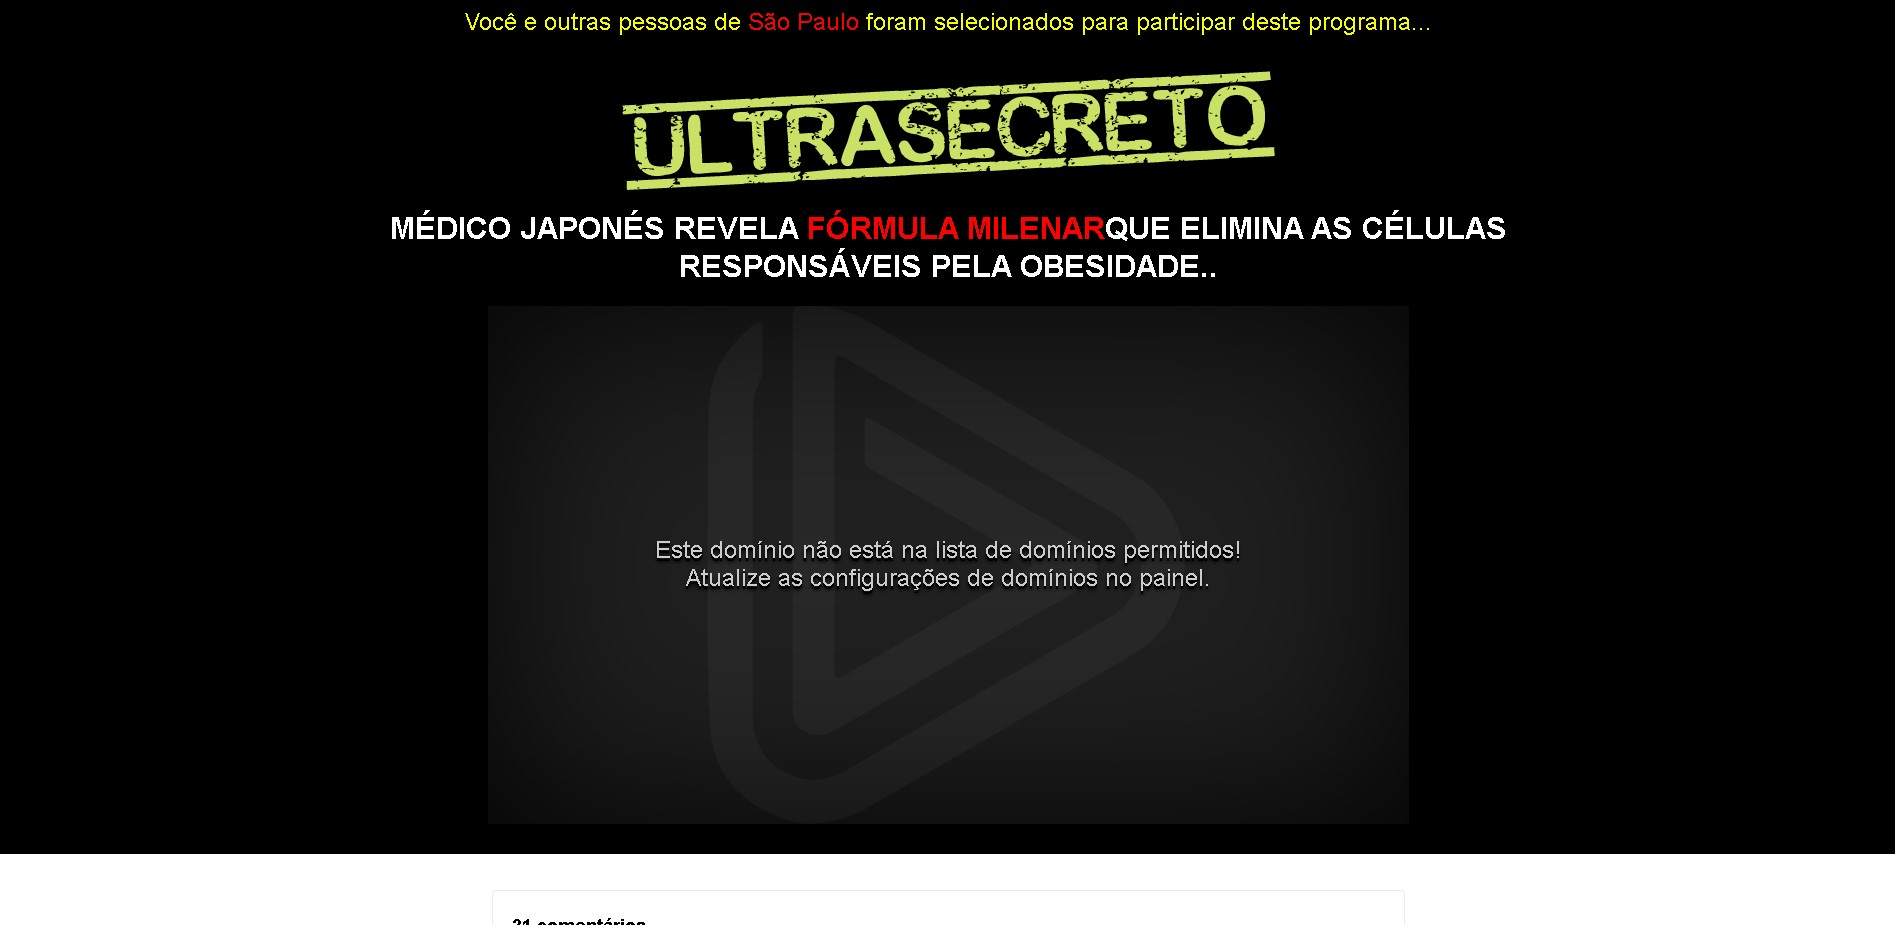 Você e outras pessoas de São Paulo foram selecionados para participar deste programa...
ULTRASECRETO
MÉDICO JAPONÉS REVELA FÓRMULA MILENARQUE ELIMINA AS CÉLULAS
RESPONSÁVEIS PELA OBESIDADE..
Este domínio não está na lista de domínios permitidos!
Atualize as configurações de domínios no painel.
21 comentários